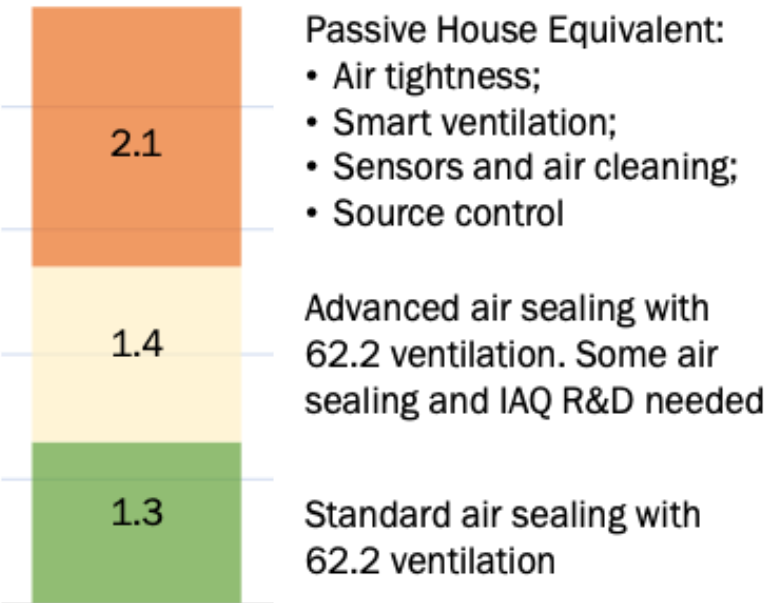 2.1
Passive House Equivalent:
• Air tightness;
• Smart ventilation;
• Sensors and air cleaning;
• Source control
1.4
Advanced air sealing with
62.2 ventilation. Some air
sealing and IAQ R&D needed
1.3
Standard air sealing with
62.2 ventilation